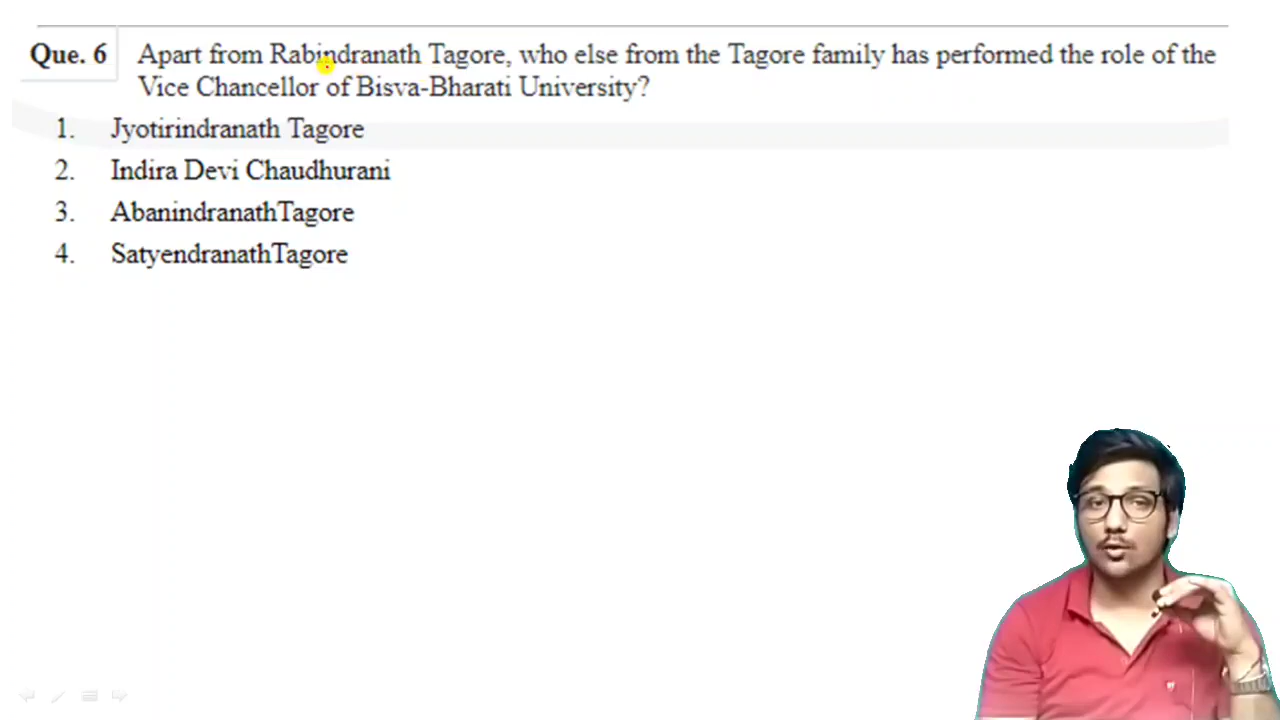 Que. 6 Apart from Rabindranath Tagore, who else from the Tagore family has performed the role of the
Vice Chancellor of Bisva-Bharati University?
1. Jyotirindranath Tagore
2. Indira Devi Chaudhurani
3. AbanindranathTagore
4. SatyendranathTagore